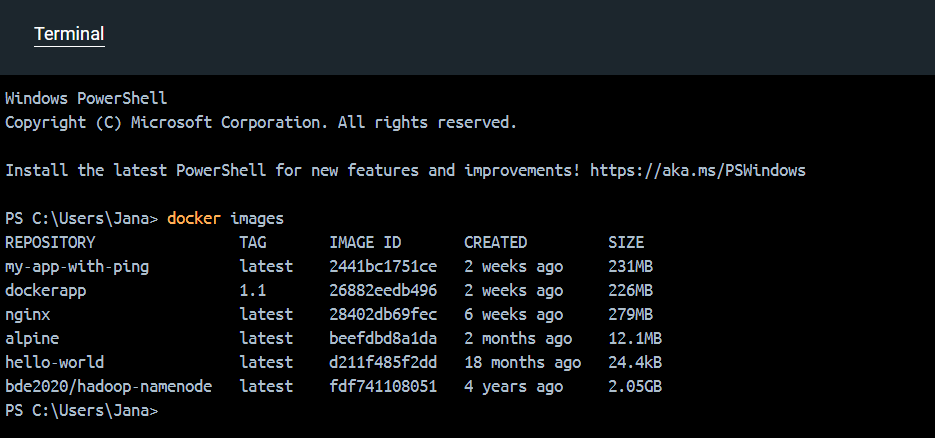 Terminal
Windows PowerShell
Copyright (C) Microsoft Corporation. All rights reserved.
Install the latest PowerShell for new features and improvements! https://aka.ms/PSWindows
PS C:\Users\Jana> docker images
REPOSITORY TAG IMAGE ID CREATED SIZE
my-app-with-ping latest 2441bc1751ce 2 weeks ago 231MB
dockerapp 1.1 26882eedb496 2 weeks ago 226MB
nginx latest 28402db69fec 6 weeks ago 279MB
alpine latest beefdbd8a1da 2 months ago 12.1MB
hello-world latest d211f485f2dd 18 months ago 24.4kB
bde2020/hadoop-namenode latest fdf741108051 4 years ago 2.05GB
PS C:\Users\Jana>